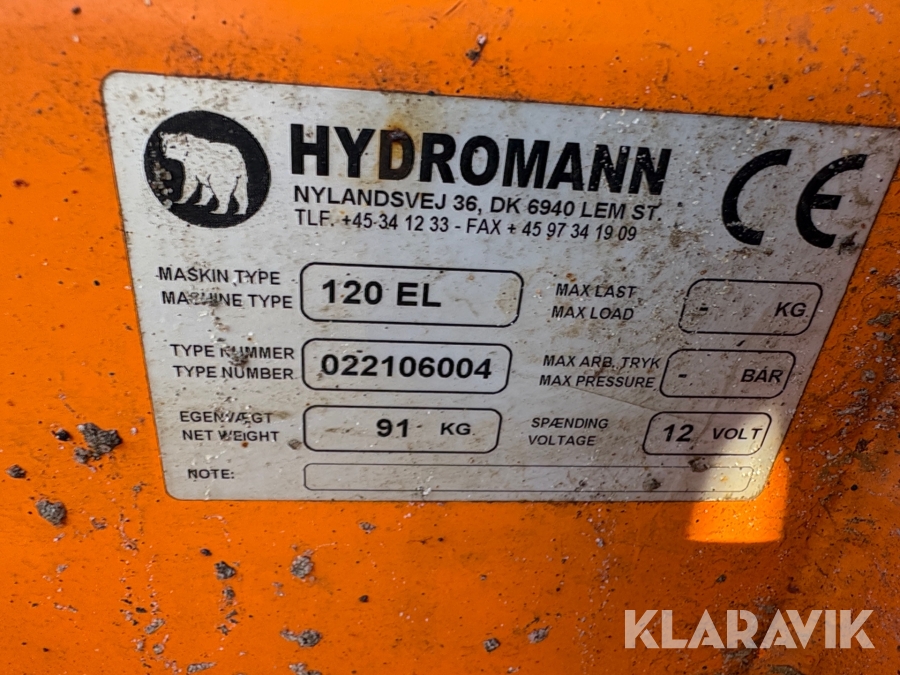 HYDROMANN
NYLANDSVEJ 36, DK 6940 LEM ST.
TLF. +45-34 12 33 - FAX + 45 97 34 19 09
CE
MASKIN TYPE
MACHINE TYPE
120 EL
MAX LAST
MAX LOAD
- KG
TYPE NUMMER
TYPE NUMBER
022106004
MAX ARB. TRYK
MAX PRESSURE
- BAR
EGENVÆGT
NET WEIGHT
91 KG
SPÆNDING
VOLTAGE
12 VOLT
NOTE:
KLARAVIK